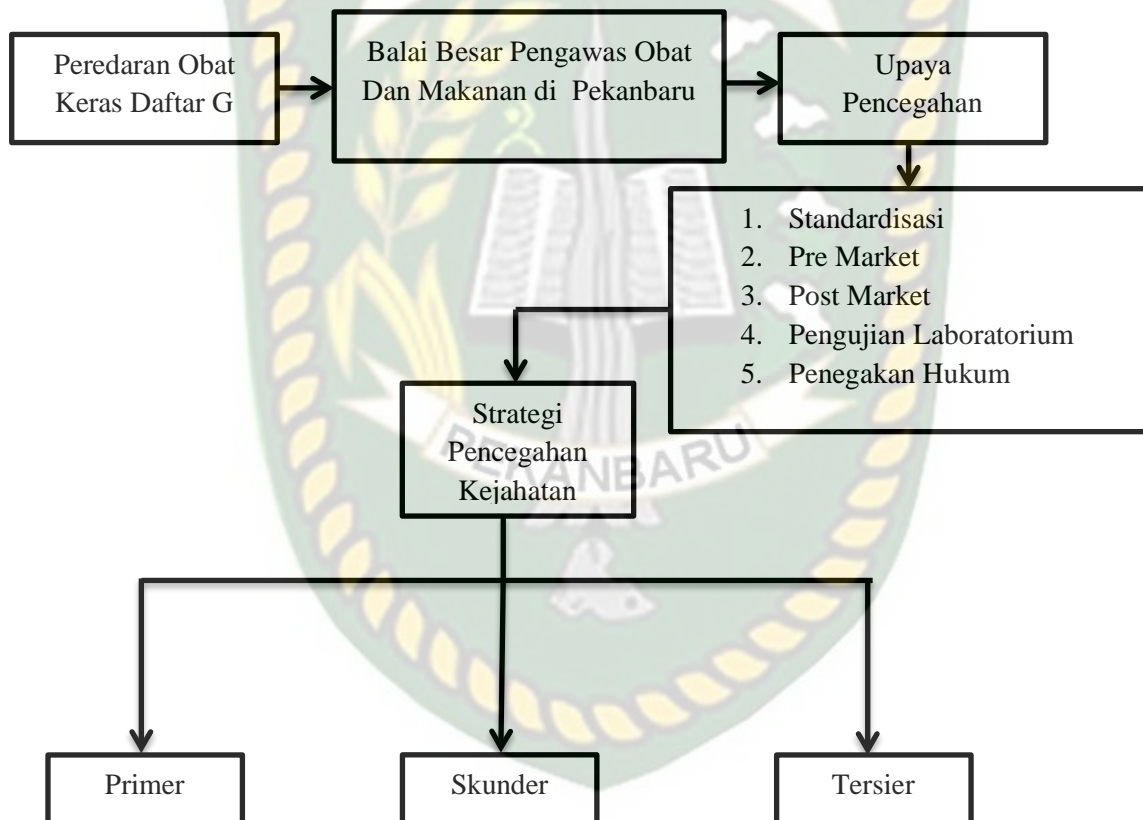 Peredaran Obat
Keras Daftar G
Balai Besar Pengawas Obat
Dan Makanan di Pekanbaru
Upaya
Pencegahan
1. Standardisasi
2. Pre Market
3. Post Market
4. Pengujian Laboratorium
5. Penegakan Hukum
Strategi
Pencegahan
Kejahatan
PEKANBARU
Primer
Skunder
Tersier